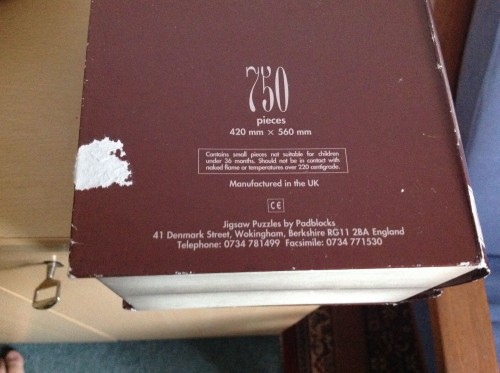 750
pieces
420 mm × 560 mm
Contains small pieces not suitable for children
under 36 months. Should not be in contact with
naked flame or temperatures over 220 centigrade.
Manufactured in the UK
CE
Jigsaw Puzzles by Padblocks
41 Denmark Street, Wokingham, Berkshire RG11 2BA England
Telephone: 0734 781499 Facsimile: 0734 771530